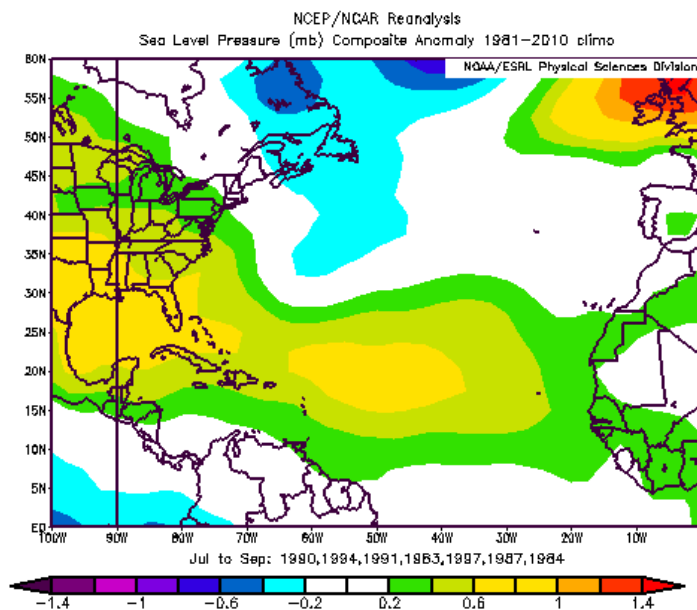 NCEP/NCAR Reanalysis
Sea Level Pressure (mb) Composite Anomaly 1981-2010 climo
NOAA/ESRL Physical Sciences Division
80N
55N
50N
45N
40N
35N
30N
25N
20N
15N
10N
5N
EQ
100W 90W 80W 70W 60W 50W 40W 30W 20W 10W
Jul to Sep: 1990,1994,1991,1983,1997,1987,1984
-1.4 -1 -0.6 -0.2 0.2 0.6 1 1.4